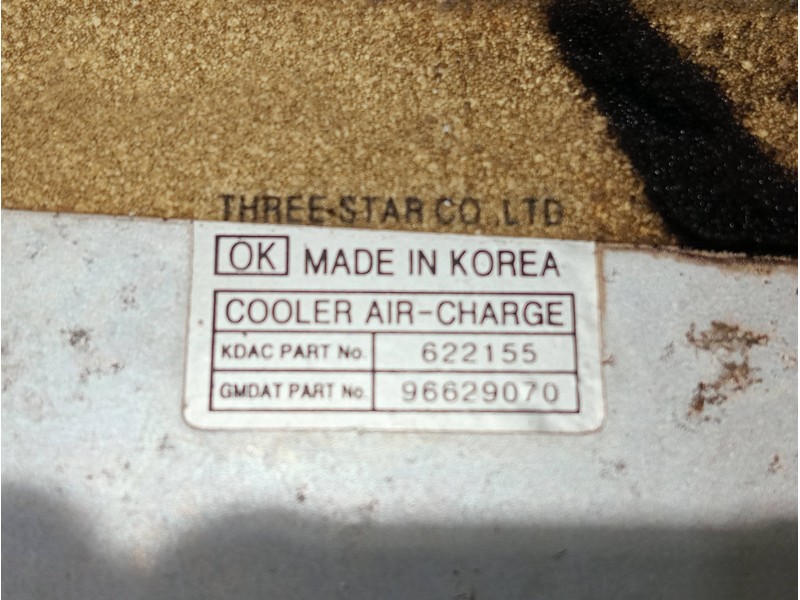 THREE-STAR CO .LTD
OK MADE IN KOREA
COOLER AIR-CHARGE
KDAC PART No. 622155
GMDAT PART No. 96629070